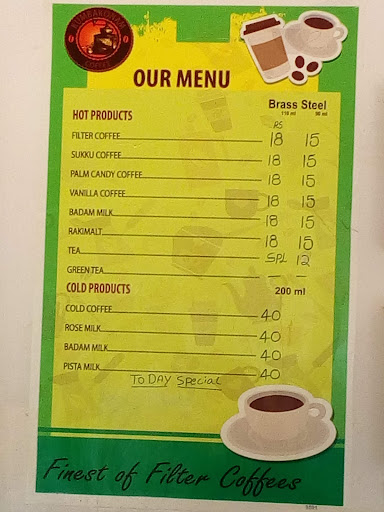 KUMBAKONAM
COFFEE
OUR MENU
Brass Steel
90 ml
HOT PRODUCTS RS
FILTER COFFEE 18 15
SUKKU COFFEE 18 15
PALM CANDY COFFEE 18 15
VANILLA COFFEE 18 15
BADAM MILK 18 15
RAKIMALT 18 15
TEA SPL 12
GREEN TEA — —
COLD PRODUCTS 200 ml
COLD COFFEE 40
ROSE MILK 40
BADAM MILK 40
PISTA MILK 40
TO DAY Special
Finest of Filter Coffees